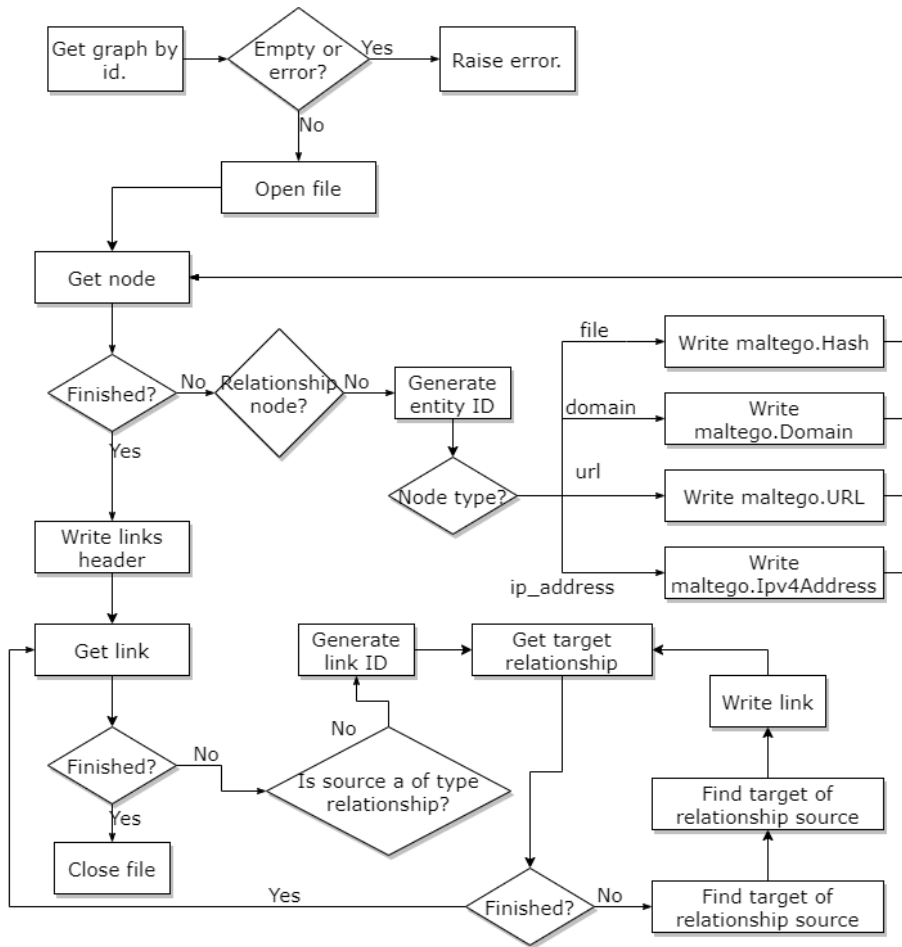 Get graph by
id.
Empty or
error?
Yes
Raise error.
No
Open file
Get node
Finished?
No
Relationship
node?
No
Generate
entity ID
Node type?
file
Write maltego.Hash
domain
Write
maltego.Domain
url
Write maltego.URL
ip_address
Write
maltego.Ipv4Address
Yes
Write links
header
Get link
Finished?
No
Is source a of type
relationship?
No
Generate
link ID
Get target
relationship
Yes
Close file
Finished?
Yes
No
Find target of
relationship source
Find target of
relationship source
Write link